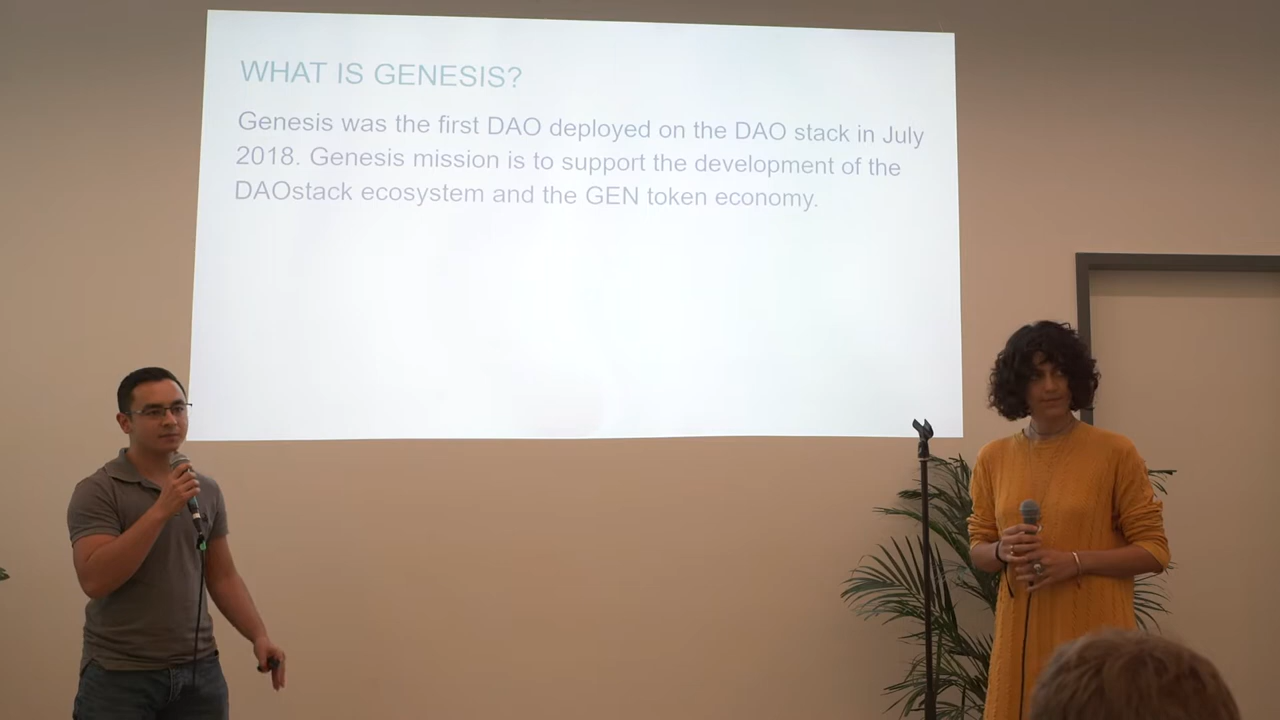 WHAT IS GENESIS?
Genesis was the first DAO deployed on the DAO stack in July
2018. Genesis mission is to support the development of the
DAOstack ecosystem and the GEN token economy.